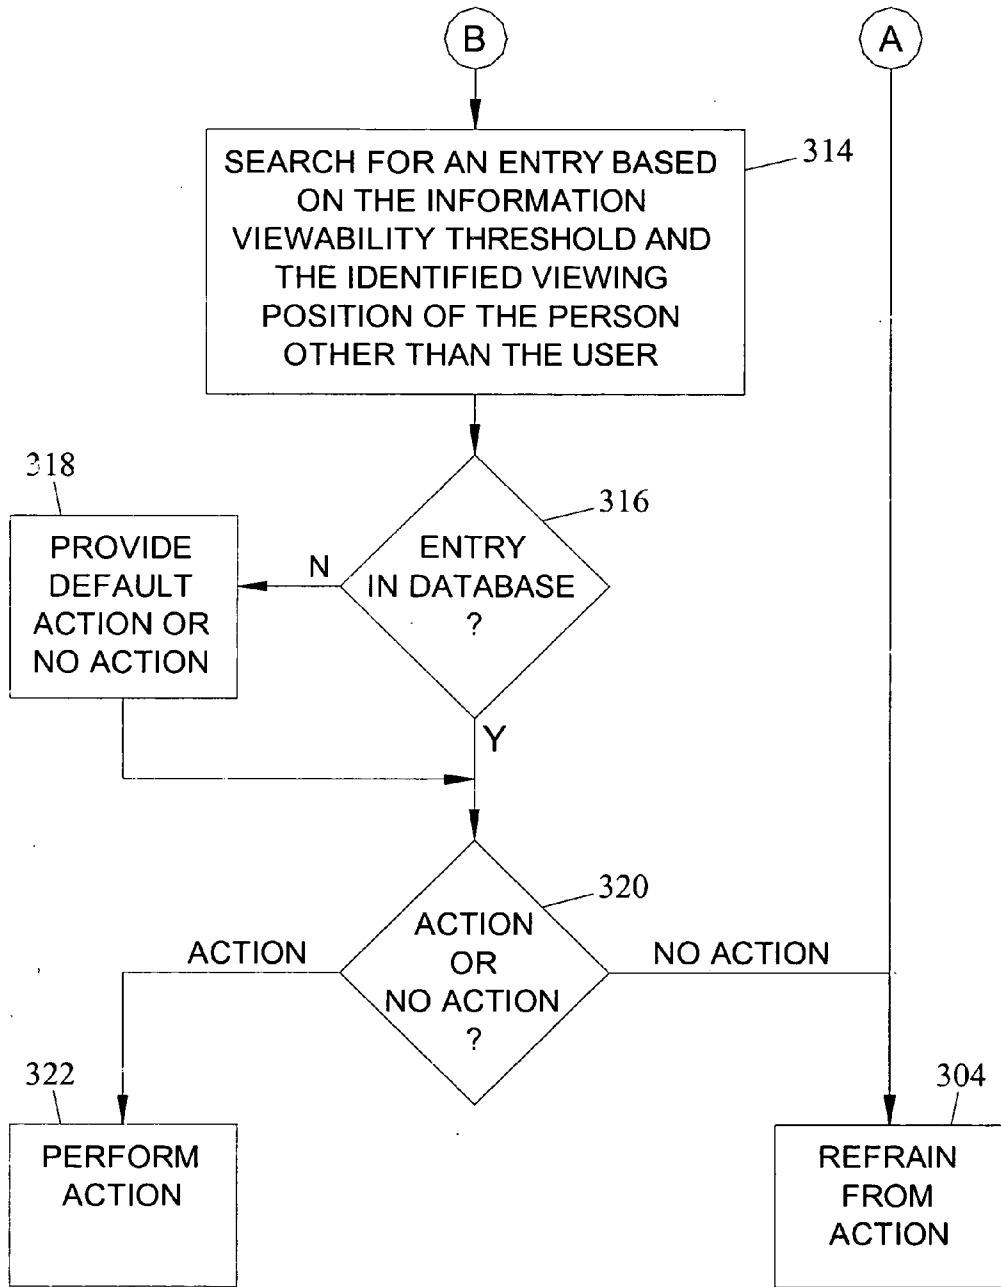 B
A
314
SEARCH FOR AN ENTRY BASED
ON THE INFORMATION
VIEWABILITY THRESHOLD AND
THE IDENTIFIED VIEWING
POSITION OF THE PERSON
OTHER THAN THE USER
318
316
PROVIDE
DEFAULT
ACTION OR
NO ACTION
N
ENTRY
IN DATABASE
?
Y
320
ACTION
OR
NO ACTION
?
ACTION
NO ACTION
322
304
PERFORM
ACTION
REFRAIN
FROM
ACTION